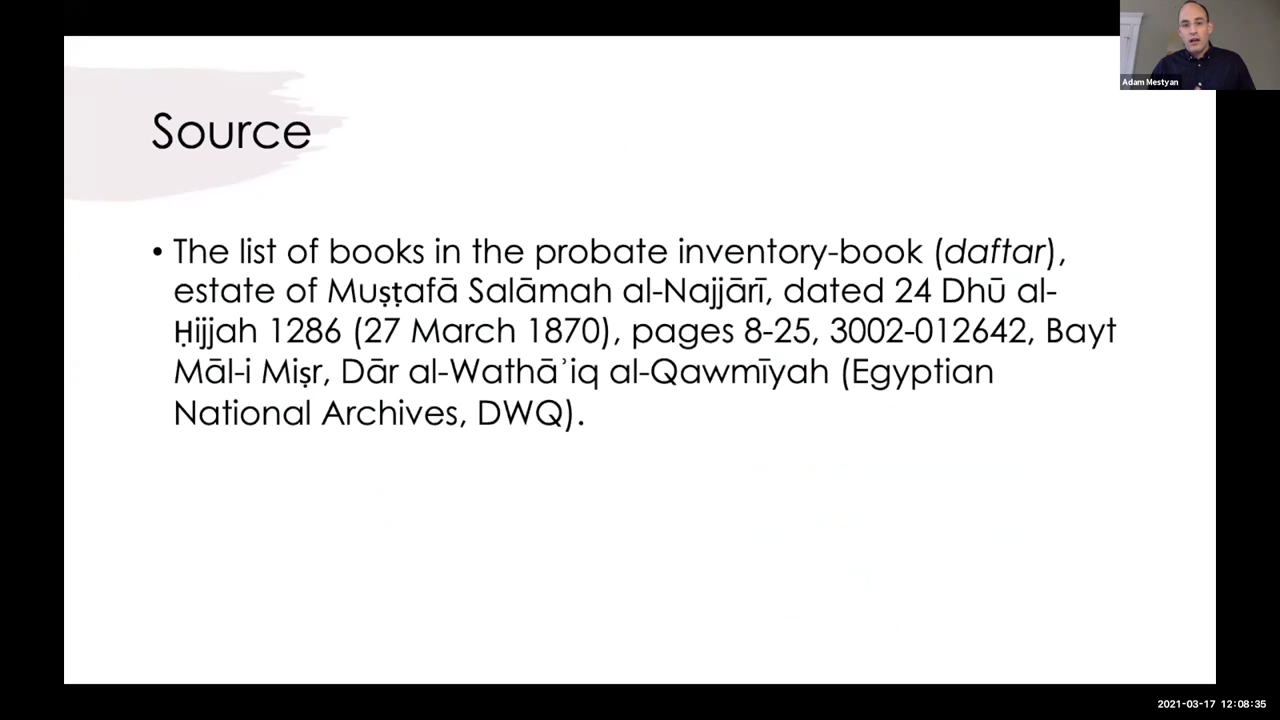 Adam Mestyan
Source
• The list of books in the probate inventory-book (daftar),
estate of Muṣṭafā Salāmah al-Najjārī, dated 24 Dhū al-
Ḥijjah 1286 (27 March 1870), pages 8-25, 3002-012642, Bayt
Māl-i Miṣr, Dār al-Wathāʾiq al-Qawmīyah (Egyptian
National Archives, DWQ).
2021-03-17 12:08:35